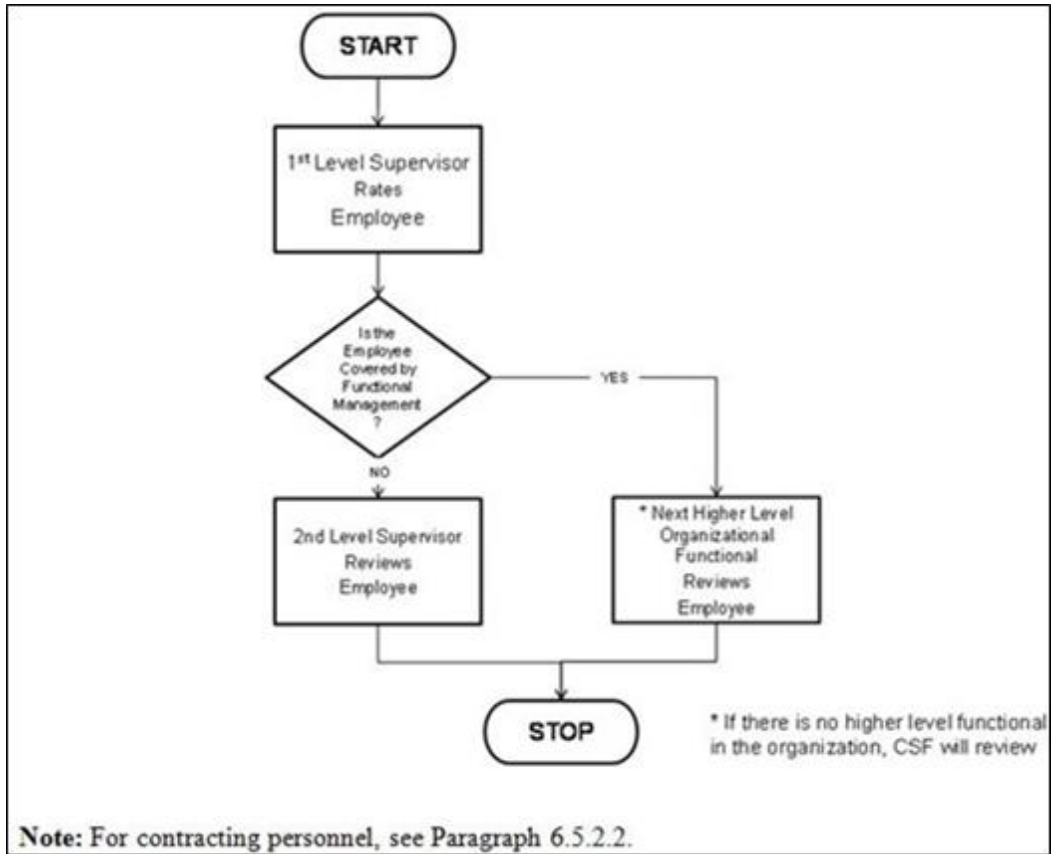 START
1st Level Supervisor
Rates
Employee
Is the
Employee
Covered by
Functional
Management
?
YES
NO
2nd Level Supervisor
Reviews
Employee
* Next Higher Level
Organizational
Functional
Reviews
Employee
STOP
* If there is no higher level functional
in the organization, CSF will review
Note: For contracting personnel, see Paragraph 6.5.2.2.